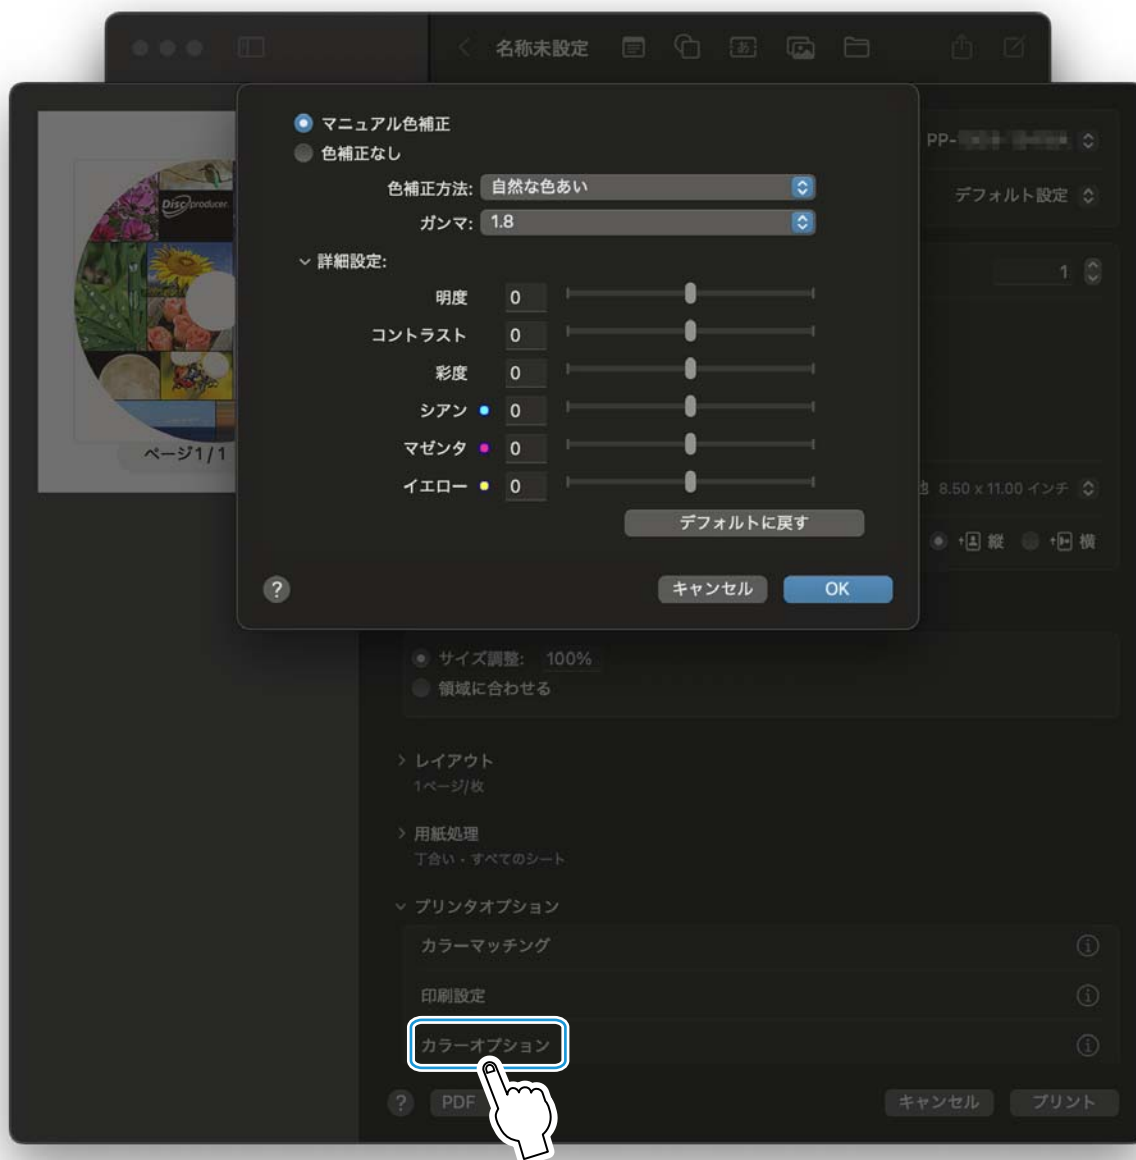 名称未設定
あ
マニュアル色補正
色補正なし
色補正方法: 自然な色あい
ガンマ: 1.8
詳細設定:
明度 0
コントラスト 0
彩度 0
シアン 0
マゼンタ 0
イエロー 0
デフォルトに戻す
? キャンセル OK
Discproducer
ページ1/1
PP-
デフォルト設定
1
8.50 x 11.00 インチ
縦 横
サイズ調整: 100%
領域に合わせる
レイアウト
1ページ/枚
用紙処理
丁合い・すべてのシート
プリンタオプション
カラーマッチング
印刷設定
カラーオプション
? PDF キャンセル プリント